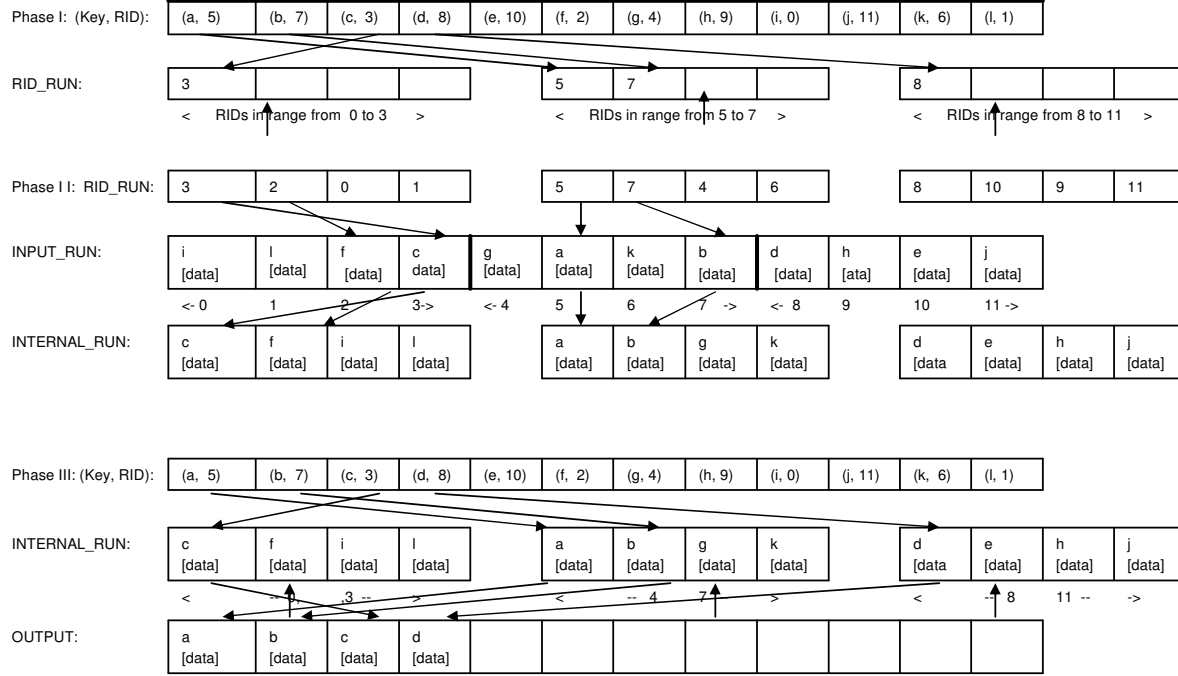 Phase I: (Key, RID): (a, 5) (b, 7) (c, 3) (d, 8) (e, 10) (f, 2) (g, 4) (h, 9) (i, 0) (j, 11) (k, 6) (l, 1)
RID_RUN: 3 5 7 8
< RIDs in range from 0 to 3 > < RIDs in range from 5 to 7 > < RIDs in range from 8 to 11 >
Phase I I: RID_RUN: 3 2 0 1 5 7 4 6 8 10 9 11
INPUT_RUN: i l f c g a k b d h e j
[data] [data] [data] data] [data] [data] [data] [data] [data] [ata] [data] [data]
<- 0 1 2 3-> <- 4 5 6 7 -> <- 8 9 10 11 ->
INTERNAL_RUN: c f i l a b g k d e h j
[data] [data] [data] [data] [data] [data] [data] [data] [data [data] [data] [data]
Phase III: (Key, RID): (a, 5) (b, 7) (c, 3) (d, 8) (e, 10) (f, 2) (g, 4) (h, 9) (i, 0) (j, 11) (k, 6) (l, 1)
INTERNAL_RUN: c f i l a b g k d e h j
[data] [data] [data] [data] [data] [data] [data] [data] [data [data] [data] [data]
< -- 0, ,3 -- > < -- 4 7 -- > < -- 8 11 -- ->
OUTPUT: a b c d
[data] [data] [data] [data]